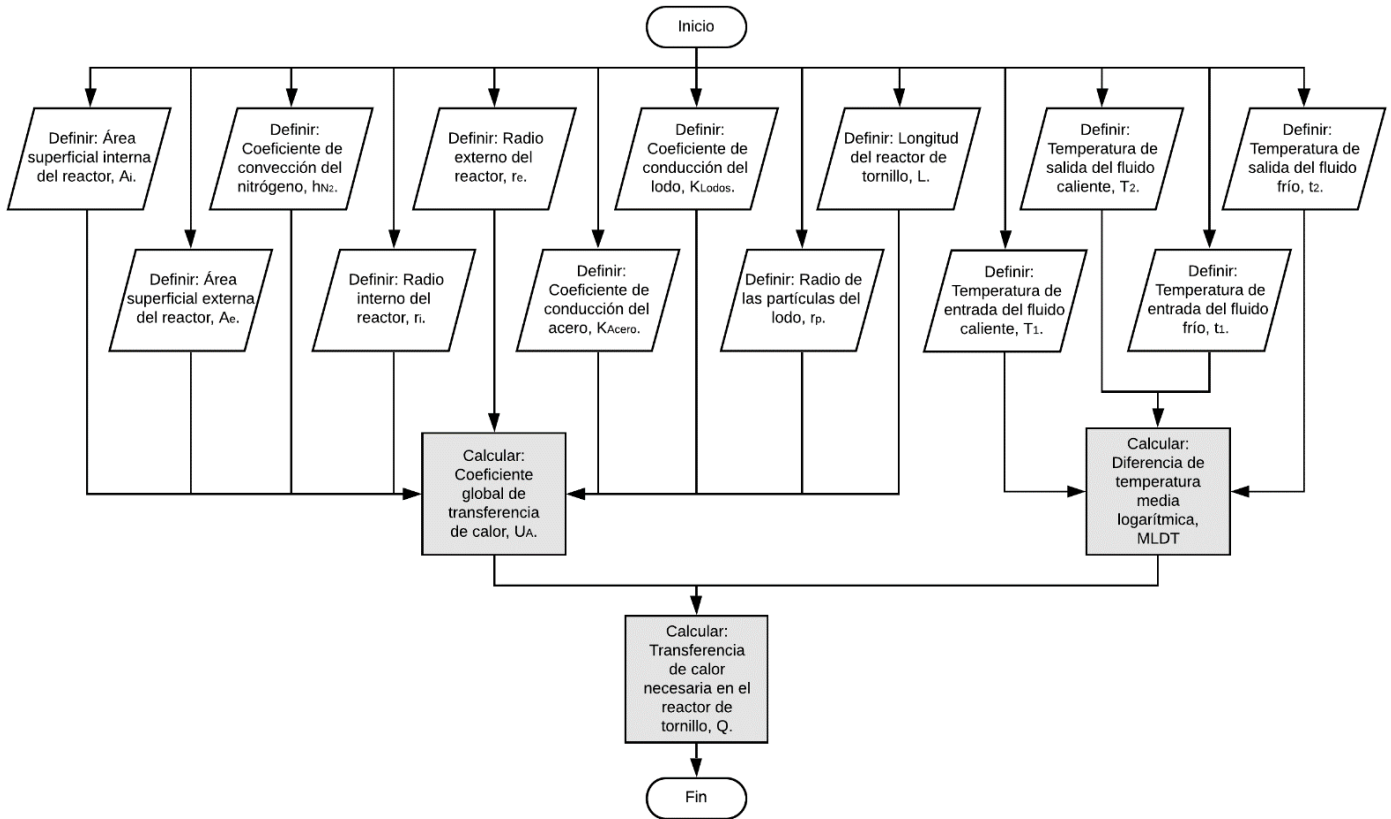 Inicio
Definir: Área
superficial interna
del reactor, Ai.
Definir:
Coeficiente de
convección del
nitrógeno, hN2.
Definir: Radio
externo del
reactor, re.
Definir:
Coeficiente de
conducción del
lodo, KLodos.
Definir: Longitud
del reactor de
tornillo, L.
Definir:
Temperatura de
salida del fluido
caliente, T2.
Definir:
Temperatura de
salida del fluido
frío, t2.
Definir: Área
superficial externa
del reactor, Ae.
Definir: Radio
interno del
reactor, ri.
Definir:
Coeficiente de
conducción del
acero, KAcero.
Definir: Radio de
las partículas del
lodo, rp.
Definir:
Temperatura de
entrada del fluido
caliente, T1.
Definir:
Temperatura de
entrada del fluido
frío, t1.
Calcular:
Coeficiente
global de
transferencia
de calor, UA.
Calcular:
Diferencia de
temperatura
media
logarítmica,
MLDT
Calcular:
Transferencia
de calor
necesaria en el
reactor de
tornillo, Q.
Fin